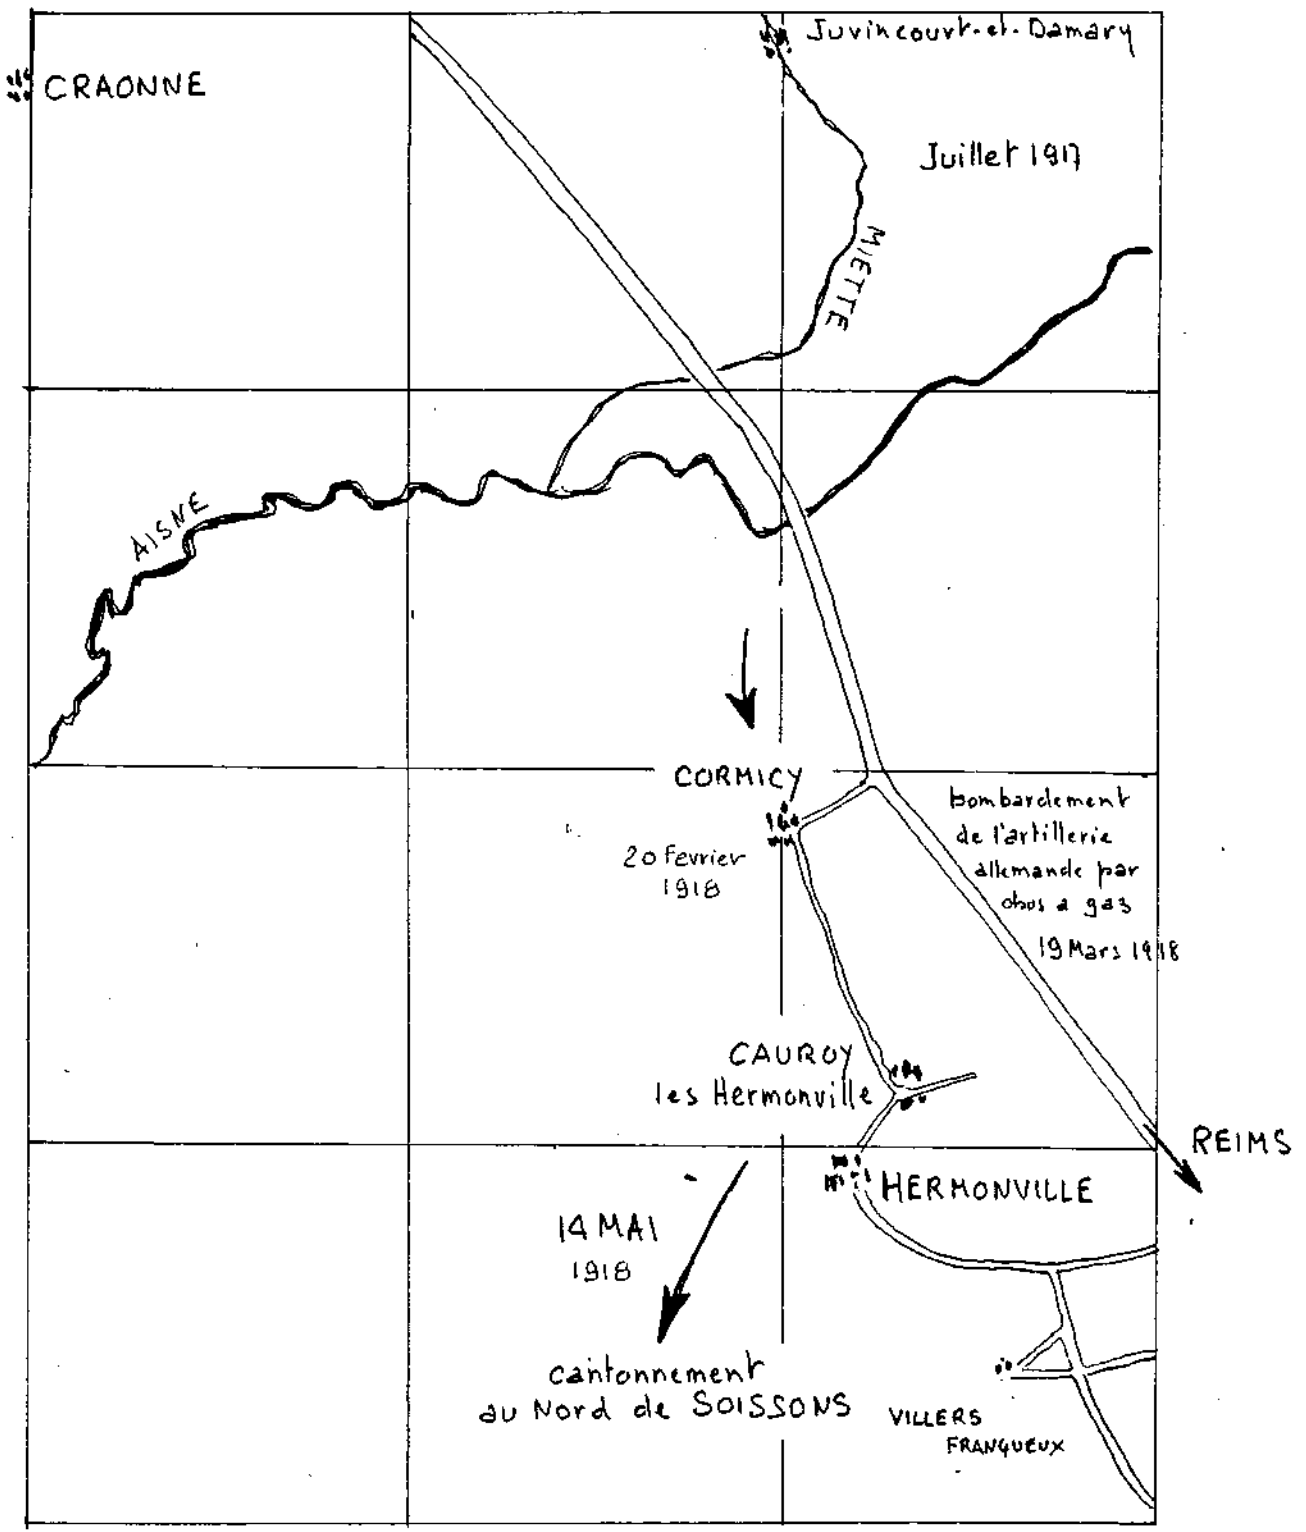 Juvincourt-et-Damary
CRAONNE
Juillet 1917
MIETTE
AISNE
CORMICY
20 Fevrier
1918
bombardement
de l'artillerie
allemande par
obus a gaz
19 Mars 1918
CAUROY
les Hermonville
REIMS
HERMONVILLE
14 MAI
1918
cantonnement
au Nord de SOISSONS
VILLERS
FRANQUEUX